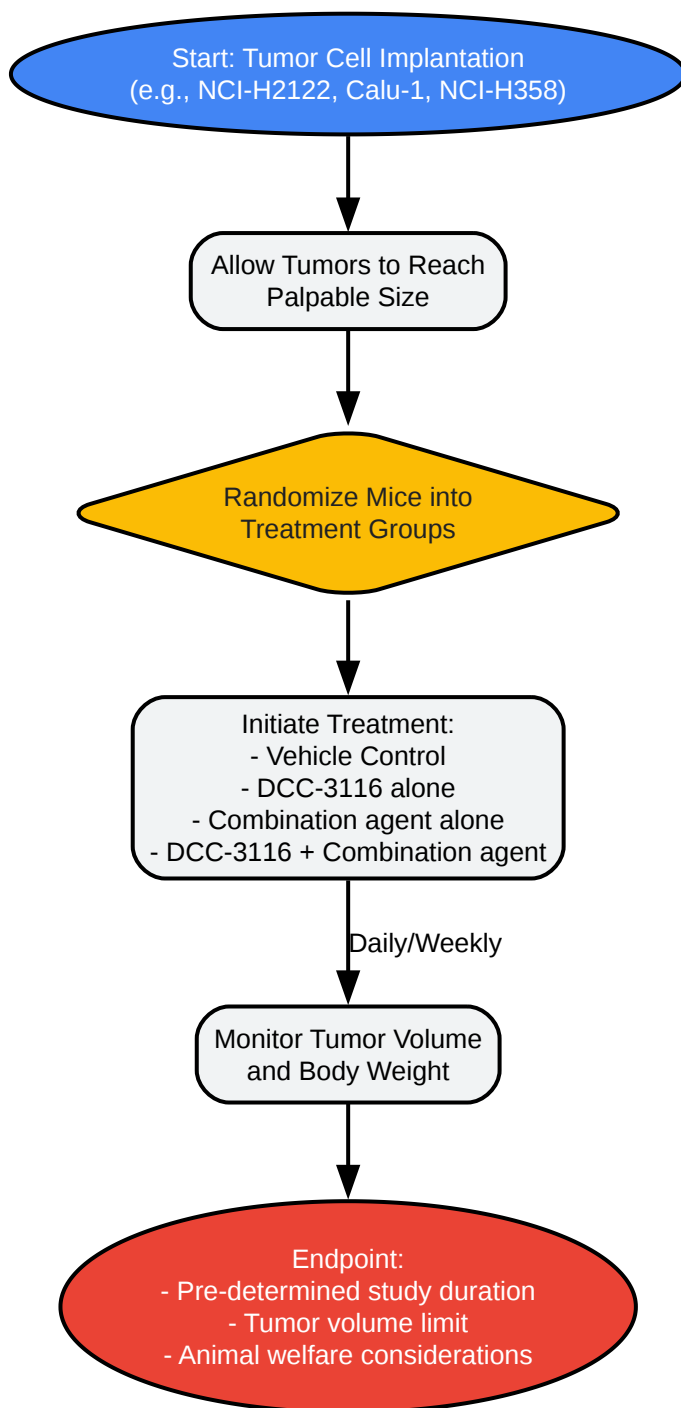 Start: Tumor Cell Implantation
(e.g., NCI-H2122, Calu-1, NCI-H358)
Allow Tumors to Reach
Palpable Size
Randomize Mice into
Treatment Groups
Initiate Treatment:
- Vehicle Control
- DCC-3116 alone
- Combination agent alone
- DCC-3116 + Combination agent
Daily/Weekly
Monitor Tumor Volume
and Body Weight
Endpoint:
- Pre-determined study duration
- Tumor volume limit
- Animal welfare considerations